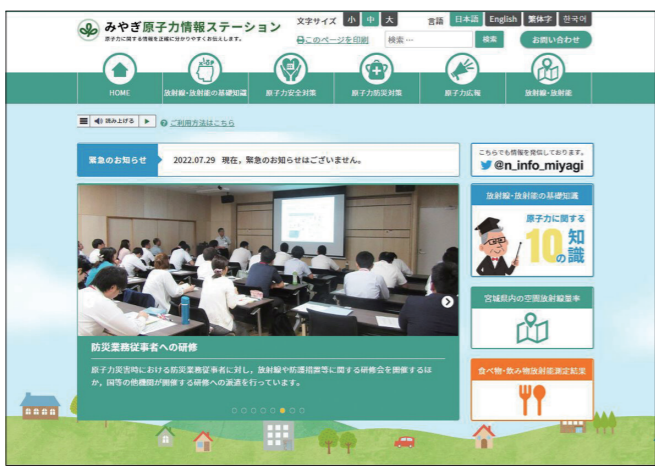 みやぎ原子力情報ステーション
原子力に関する情報を正確に分かりやすくお伝えします。
文字サイズ 小 中 大 言語 日本語 English 繁体字 한국어
このページを印刷 検索 検索 お問い合わせ
HOME 放射線・放射能の基礎知識 原子力安全対策 原子力防災対策 原子力広報 放射線・放射能
読み上げる ご利用方法はこちら
緊急のお知らせ 2022.07.29 現在，緊急のお知らせはございません。
こちらでも情報を発信しております。
@n_info_miyagi
放射線・放射能の基礎知識
原子力に関する
10の知識
宮城県内の空間放射線量率
防災業務従事者への研修
原子力災害時における防災業務従事者に対し，放射線や防護措置等に関する研修会を開催するほ
か，国等の他機関が開催する研修への派遣を行っています。
食べ物・飲み物放射能測定結果